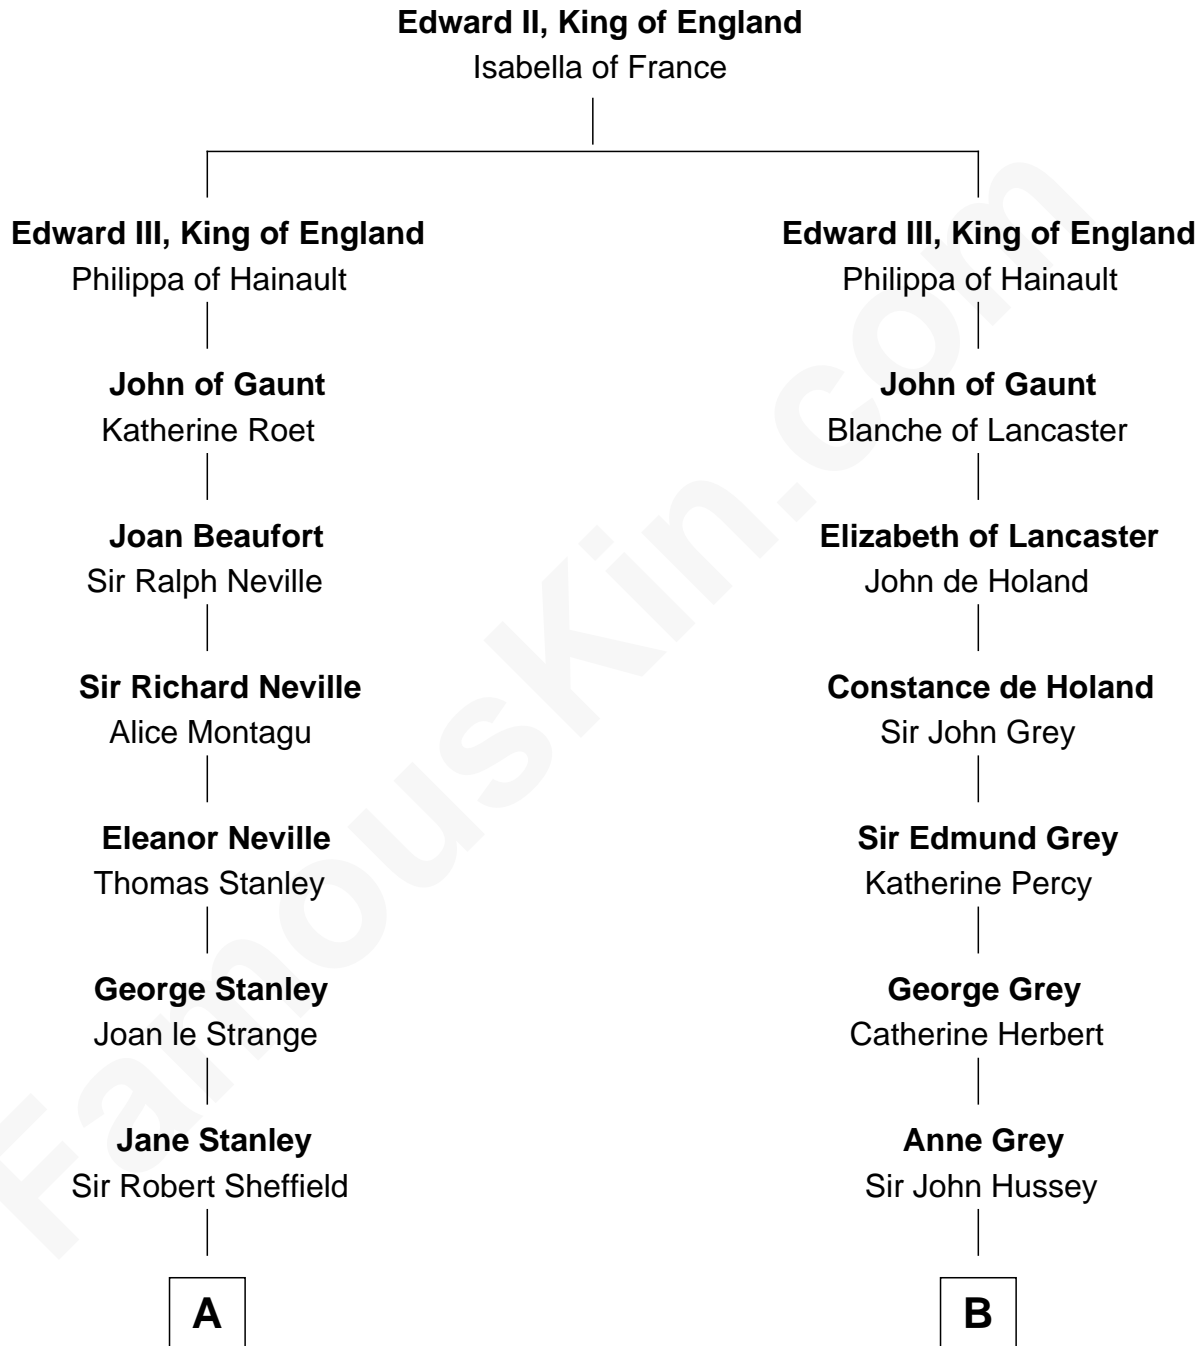 Edward II, King of England
Isabella of France
Edward III, King of England
Philippa of Hainault
Edward III, King of England
Philippa of Hainault
John of Gaunt
Katherine Roet
John of Gaunt
Blanche of Lancaster
Joan Beaufort
Sir Ralph Neville
Elizabeth of Lancaster
John de Holand
Sir Richard Neville
Alice Montagu
Constance de Holand
Sir John Grey
Eleanor Neville
Thomas Stanley
Sir Edmund Grey
Katherine Percy
George Stanley
Joan le Strange
George Grey
Catherine Herbert
Jane Stanley
Sir Robert Sheffield
Anne Grey
Sir John Hussey
A
B
FamousKin.com